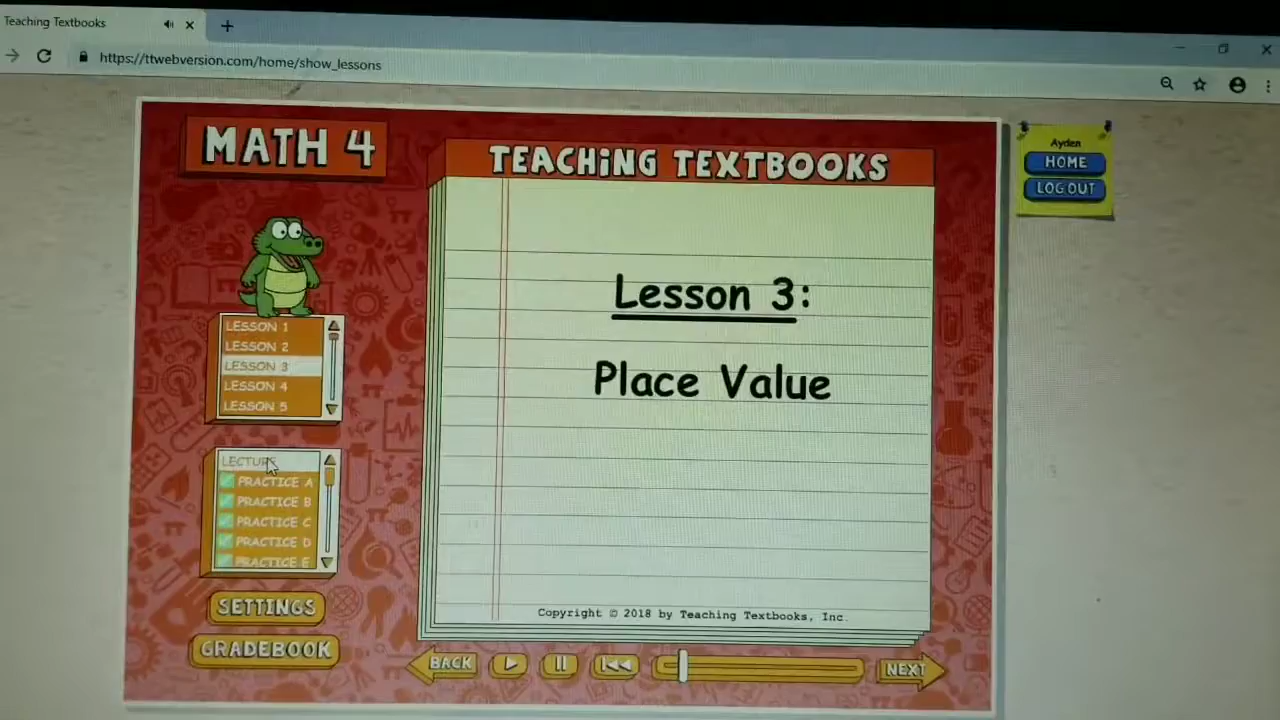 Teaching Textbooks
https://ttwebversion.com/home/show_lessons
MATH 4
TEACHiNG TEXTBOOKS
Ayden
HOME
LOG OUT
Lesson 3:
Place Value
LESSON 1
LESSON 2
LESSON 3
LESSON 4
LESSON 5
LECTURE
PRACTICE A
PRACTICE B
PRACTICE C
PRACTICE D
PRACTICE E
SETTINGS
GRADEBOOK
Copyright © 2018 by Teaching Textbooks, Inc.
BACK
NEXT